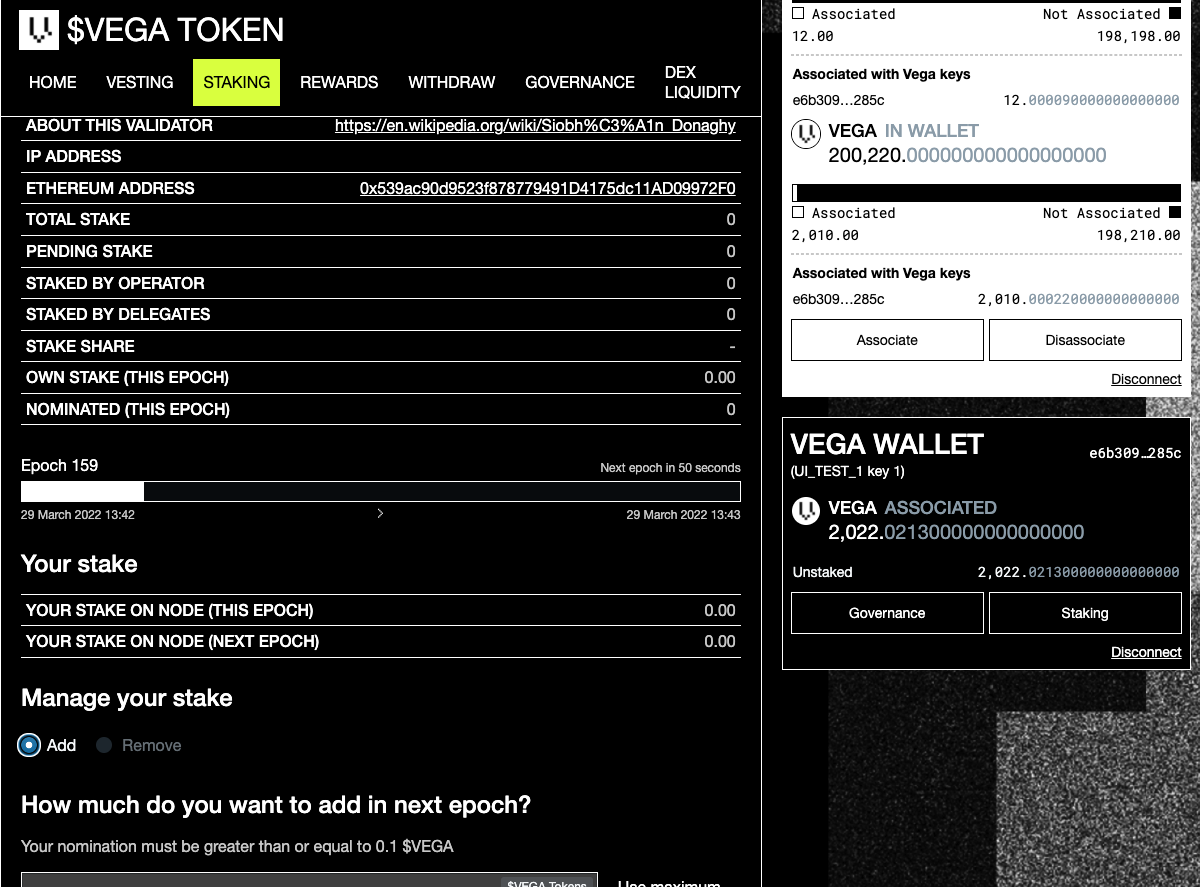 $VEGA TOKEN
HOME VESTING STAKING REWARDS WITHDRAW GOVERNANCE DEX LIQUIDITY
ABOUT THIS VALIDATOR https://en.wikipedia.org/wiki/Siobh%C3%A1n_Donaghy
IP ADDRESS
ETHEREUM ADDRESS 0x539ac90d9523f878779491D4175dc11AD09972F0
TOTAL STAKE 0
PENDING STAKE 0
STAKED BY OPERATOR 0
STAKED BY DELEGATES 0
STAKE SHARE -
OWN STAKE (THIS EPOCH) 0.00
NOMINATED (THIS EPOCH) 0
Epoch 159 Next epoch in 50 seconds
29 March 2022 13:42 29 March 2022 13:43
Your stake
YOUR STAKE ON NODE (THIS EPOCH) 0.00
YOUR STAKE ON NODE (NEXT EPOCH) 0.00
Manage your stake
Add Remove
How much do you want to add in next epoch?
Your nomination must be greater than or equal to 0.1 $VEGA
$VEGA Tokens Use maximum
Associated Not Associated
12.00 198,198.00
Associated with Vega keys
e6b309…285c 12.000090000000000000
VEGA IN WALLET
200,220.000000000000000000
Associated Not Associated
2,010.00 198,210.00
Associated with Vega keys
e6b309…285c 2,010.000220000000000000
Associate Disassociate
Disconnect
VEGA WALLET e6b309…285c
(UI_TEST_1 key 1)
VEGA ASSOCIATED
2,022.021300000000000000
Unstaked 2,022.021300000000000000
Governance Staking
Disconnect